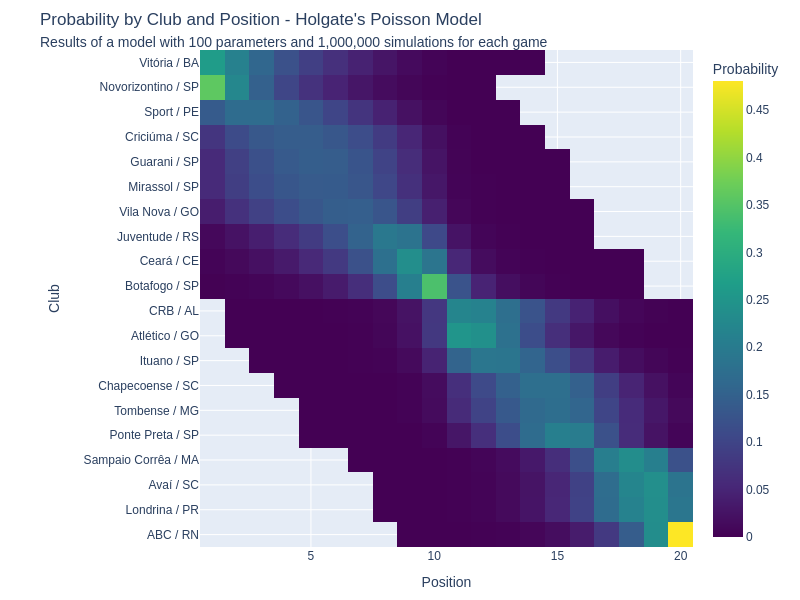 Probability by Club and Position - Holgate's Poisson Model
Results of a model with 100 parameters and 1,000,000 simulations for each game
Probability
Vitória / BA
Novorizontino / SP
Sport / PE
Criciúma / SC
Guarani / SP
Mirassol / SP
Vila Nova / GO
Juventude / RS
Ceará / CE
Botafogo / SP
CRB / AL
Atlético / GO
Ituano / SP
Chapecoense / SC
Tombense / MG
Ponte Preta / SP
Sampaio Corrêa / MA
Avaí / SC
Londrina / PR
ABC / RN
Club
5
10
15
20
Position
0.45
0.4
0.35
0.3
0.25
0.2
0.15
0.1
0.05
0